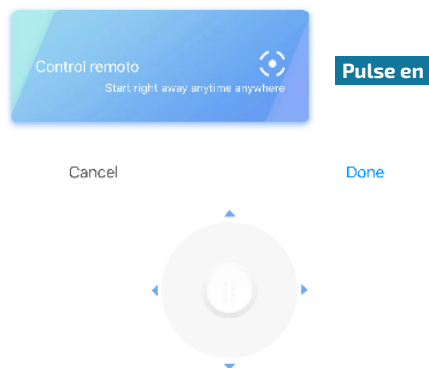 Control remoto
Pulse en
Start right away anytime anywhere
Cancel
Done